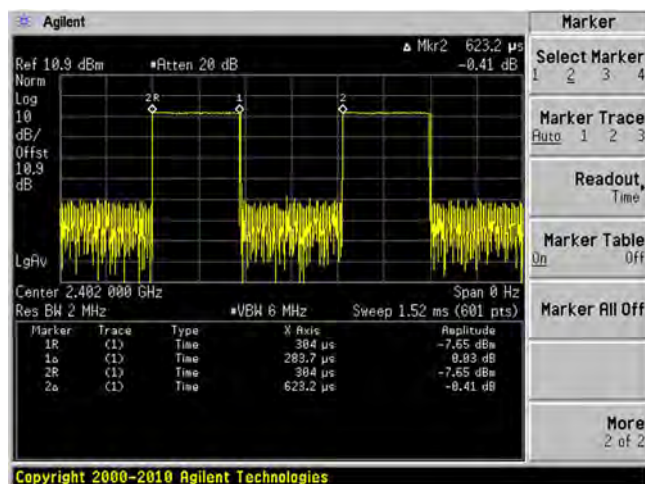 Agilent
Marker
Δ Mkr2 623.2 µs
Ref 10.9 dBm *Atten 20 dB -0.41 dB
Norm
Log
10
dB/
Offst
10.9
dB
LgAv
2R 1 2
Center 2.402 000 GHz Span 0 Hz
Res BW 2 MHz *VBW 6 MHz Sweep 1.52 ms (601 pts)
Marker Trace Type X Axis Amplitude
1R (1) Time 304 µs -7.65 dBm
1Δ (1) Time 283.7 µs 0.03 dB
2R (1) Time 304 µs -7.65 dBm
2Δ (1) Time 623.2 µs -0.41 dB
Select Marker
1 2 3 4
Marker Trace
Auto 1 2 3
Readout
Time
Marker Table
On Off
Marker All Off
More
2 of 2
Copyright 2000-2010 Agilent Technologies